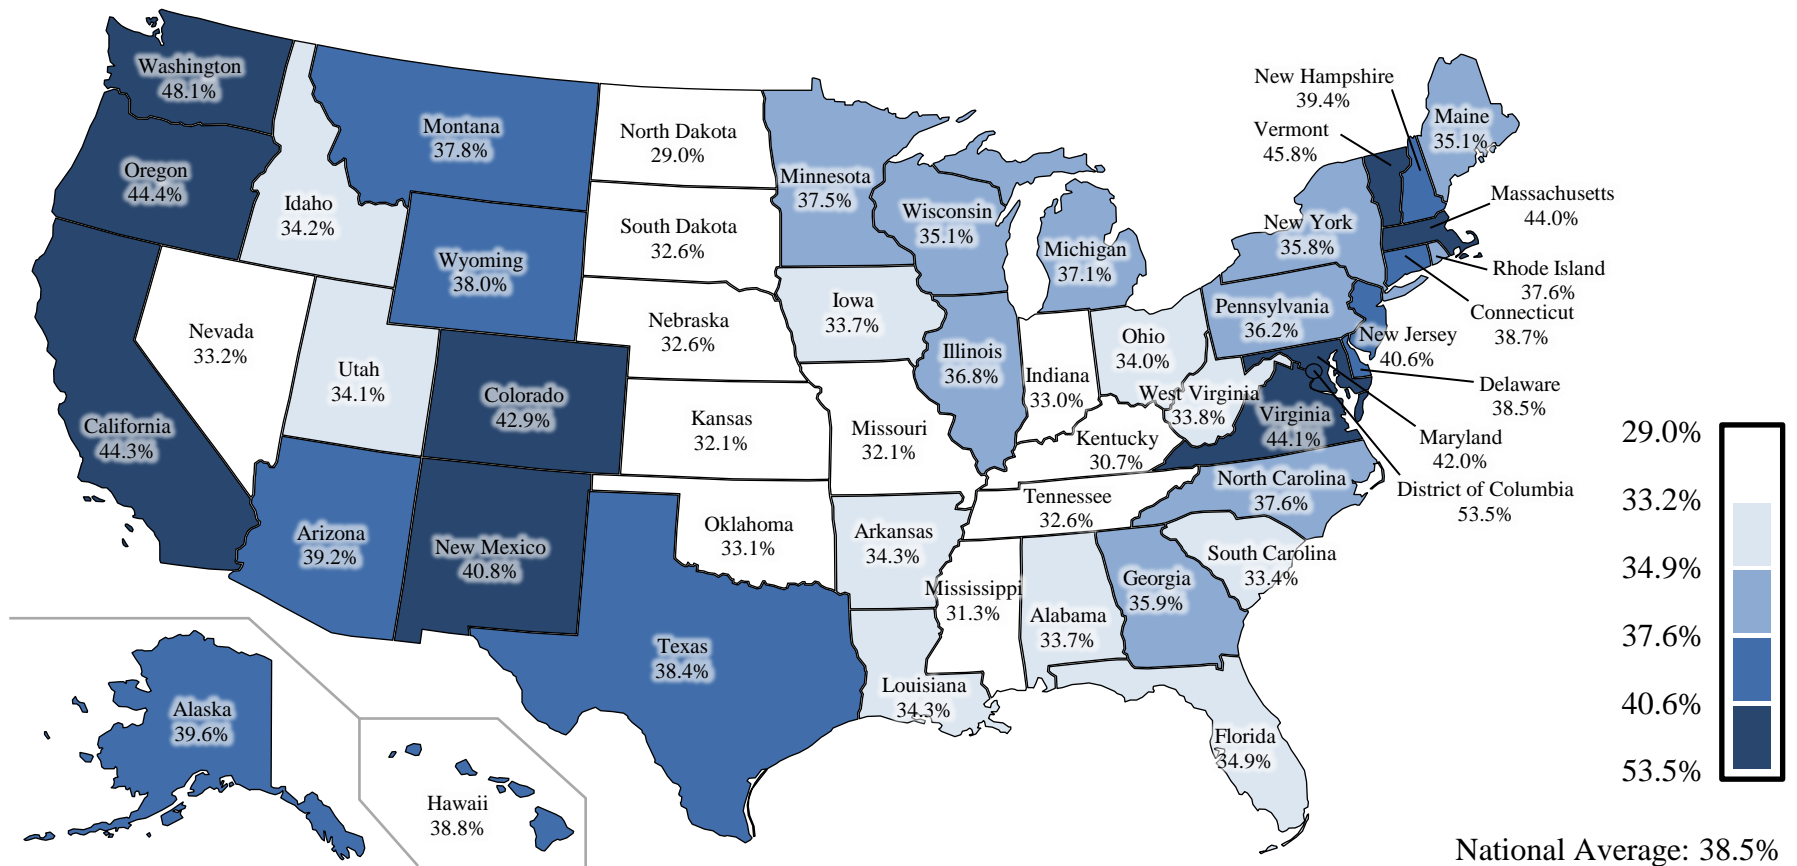 Washington
48.1%
Oregon
44.4%
California
44.3%
Nevada
33.2%
Idaho
34.2%
Montana
37.8%
Wyoming
38.0%
Utah
34.1%
Colorado
42.9%
Arizona
39.2%
New Mexico
40.8%
North Dakota
29.0%
South Dakota
32.6%
Nebraska
32.6%
Kansas
32.1%
Oklahoma
33.1%
Texas
38.4%
Minnesota
37.5%
Iowa
33.7%
Missouri
32.1%
Arkansas
34.3%
Louisiana
34.3%
Wisconsin
35.1%
Illinois
36.8%
Michigan
37.1%
Indiana
33.0%
Ohio
34.0%
Kentucky
30.7%
Tennessee
32.6%
Mississippi
31.3%
Alabama
33.7%
Georgia
35.9%
Florida
34.9%
South Carolina
33.4%
North Carolina
37.6%
Virginia
44.1%
West Virginia
33.8%
Pennsylvania
36.2%
New York
35.8%
Maine
35.1%
New Hampshire
39.4%
Vermont
45.8%
Massachusetts
44.0%
Rhode Island
37.6%
Connecticut
38.7%
New Jersey
40.6%
Delaware
38.5%
Maryland
42.0%
District of Columbia
53.5%
Alaska
39.6%
Hawaii
38.8%
29.0%
33.2%
34.9%
37.6%
40.6%
53.5%
National Average: 38.5%